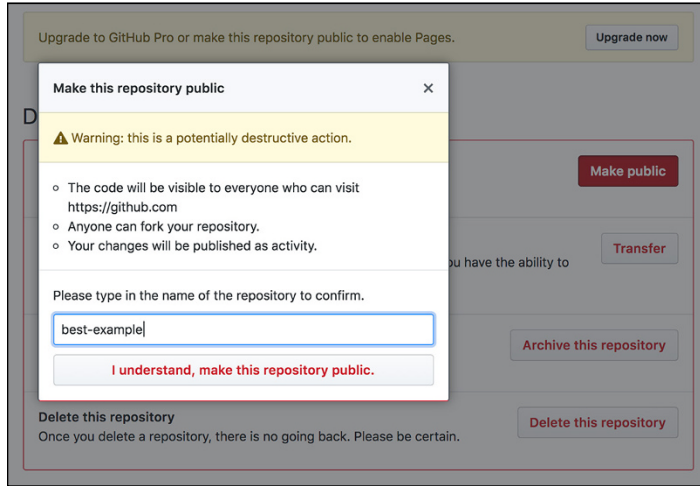 Upgrade to GitHub Pro or make this repository public to enable Pages.
Upgrade now
Make this repository public
×
D
Warning: this is a potentially destructive action.
Make public
The code will be visible to everyone who can visit
https://github.com
Anyone can fork your repository.
Your changes will be published as activity.
Transfer
you have the ability to
Please type in the name of the repository to confirm.
best-example
Archive this repository
I understand, make this repository public.
Delete this repository
Once you delete a repository, there is no going back. Please be certain.
Delete this repository